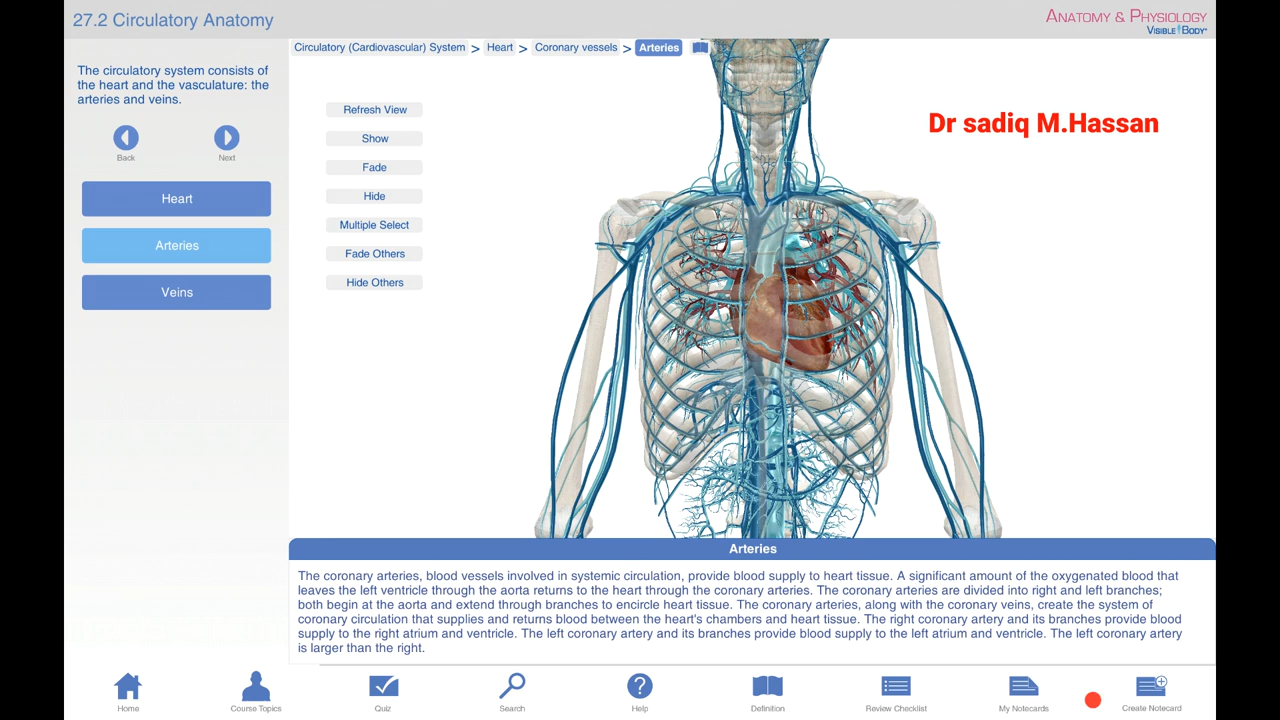 27.2 Circulatory Anatomy
ANATOMY & PHYSIOLOGY
VISIBLE BODY®
Circulatory (Cardiovascular) System > Heart > Coronary vessels > Arteries
The circulatory system consists of
the heart and the vasculature: the
arteries and veins.
Back
Next
Heart
Arteries
Veins
Refresh View
Show
Fade
Hide
Multiple Select
Fade Others
Hide Others
Dr sadiq M.Hassan
Arteries
The coronary arteries, blood vessels involved in systemic circulation, provide blood supply to heart tissue. A significant amount of the oxygenated blood that
leaves the left ventricle through the aorta returns to the heart through the coronary arteries. The coronary arteries are divided into right and left branches;
both begin at the aorta and extend through branches to encircle heart tissue. The coronary arteries, along with the coronary veins, create the system of
coronary circulation that supplies and returns blood between the heart's chambers and heart tissue. The right coronary artery and its branches provide blood
supply to the right atrium and ventricle. The left coronary artery and its branches provide blood supply to the left atrium and ventricle. The left coronary artery
is larger than the right.
Home
Course Topics
Quiz
Search
Help
Definition
Review Checklist
My Notecards
Create Notecard